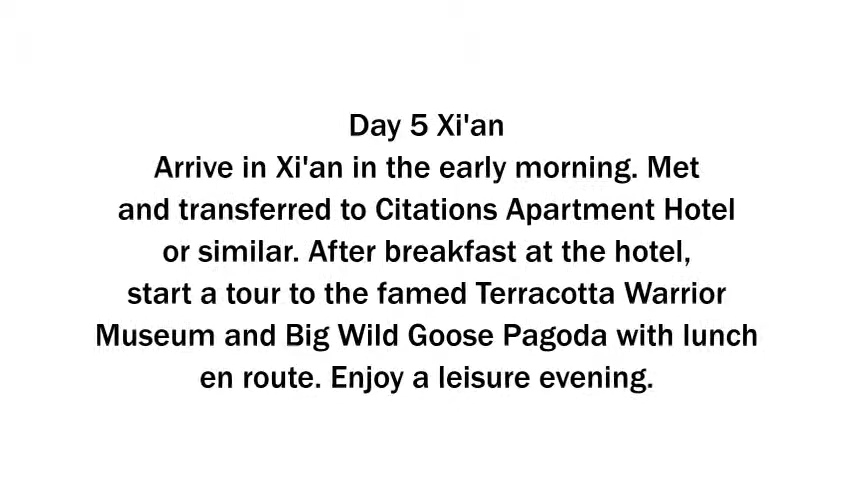 Day 5 Xi'an
Arrive in Xi'an in the early morning. Met
and transferred to Citations Apartment Hotel
or similar. After breakfast at the hotel,
start a tour to the famed Terracotta Warrior
Museum and Big Wild Goose Pagoda with lunch
en route. Enjoy a leisure evening.